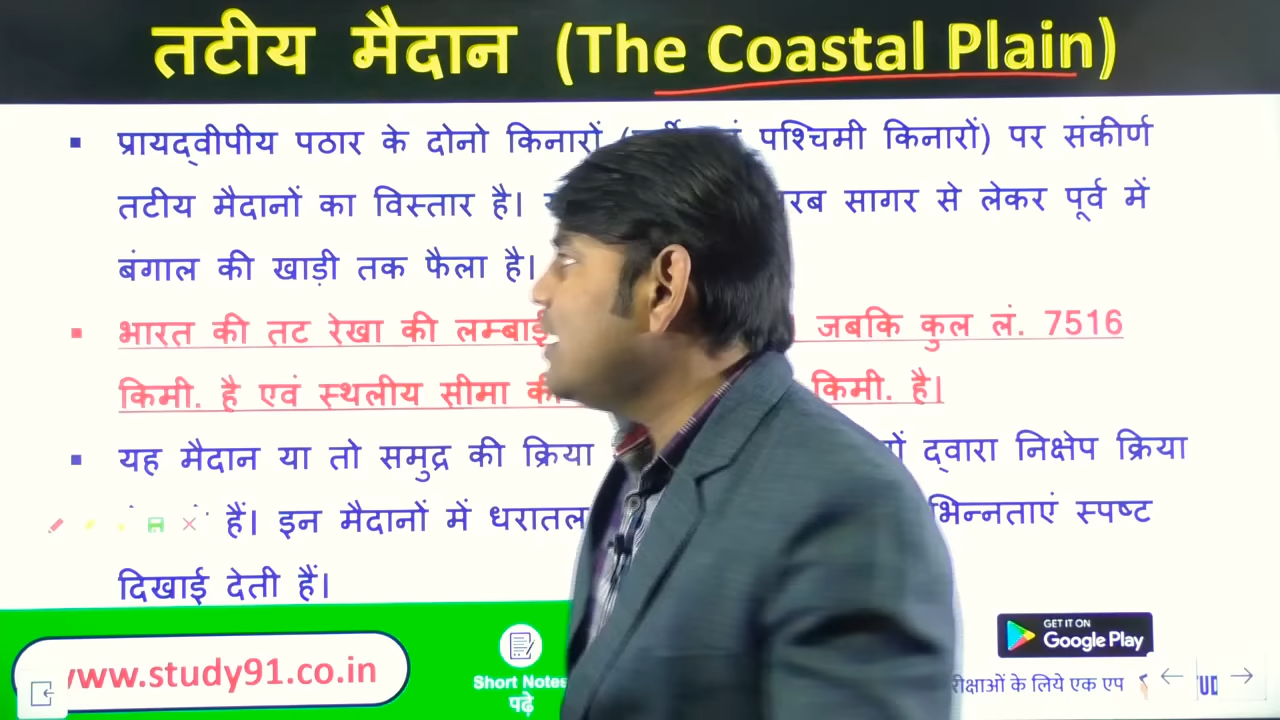 तटीय मैदान (The Coastal Plain)
प्रायद्वीपीय पठार के दोनो किनारों पश्चिमी किनारों) पर संकीर्ण
तटीय मैदानों का विस्तार है। सागर से लेकर पूर्व में
बंगाल की खाड़ी तक फैला है।
भारत की तट रेखा की लम्बाई जबकि कुल लं. 7516
किमी. है एवं स्थलीय सीमा की किमी. है।
यह मैदान या तो समुद्र की क्रिया द्वारा निक्षेप क्रिया
हैं। इन मैदानों में धरातल स्पष्ट
दिखाई देती हैं।
www.study91.co.in
Short Notes
पढ़े
GET IT ON
Google Play
के लिये एक एप